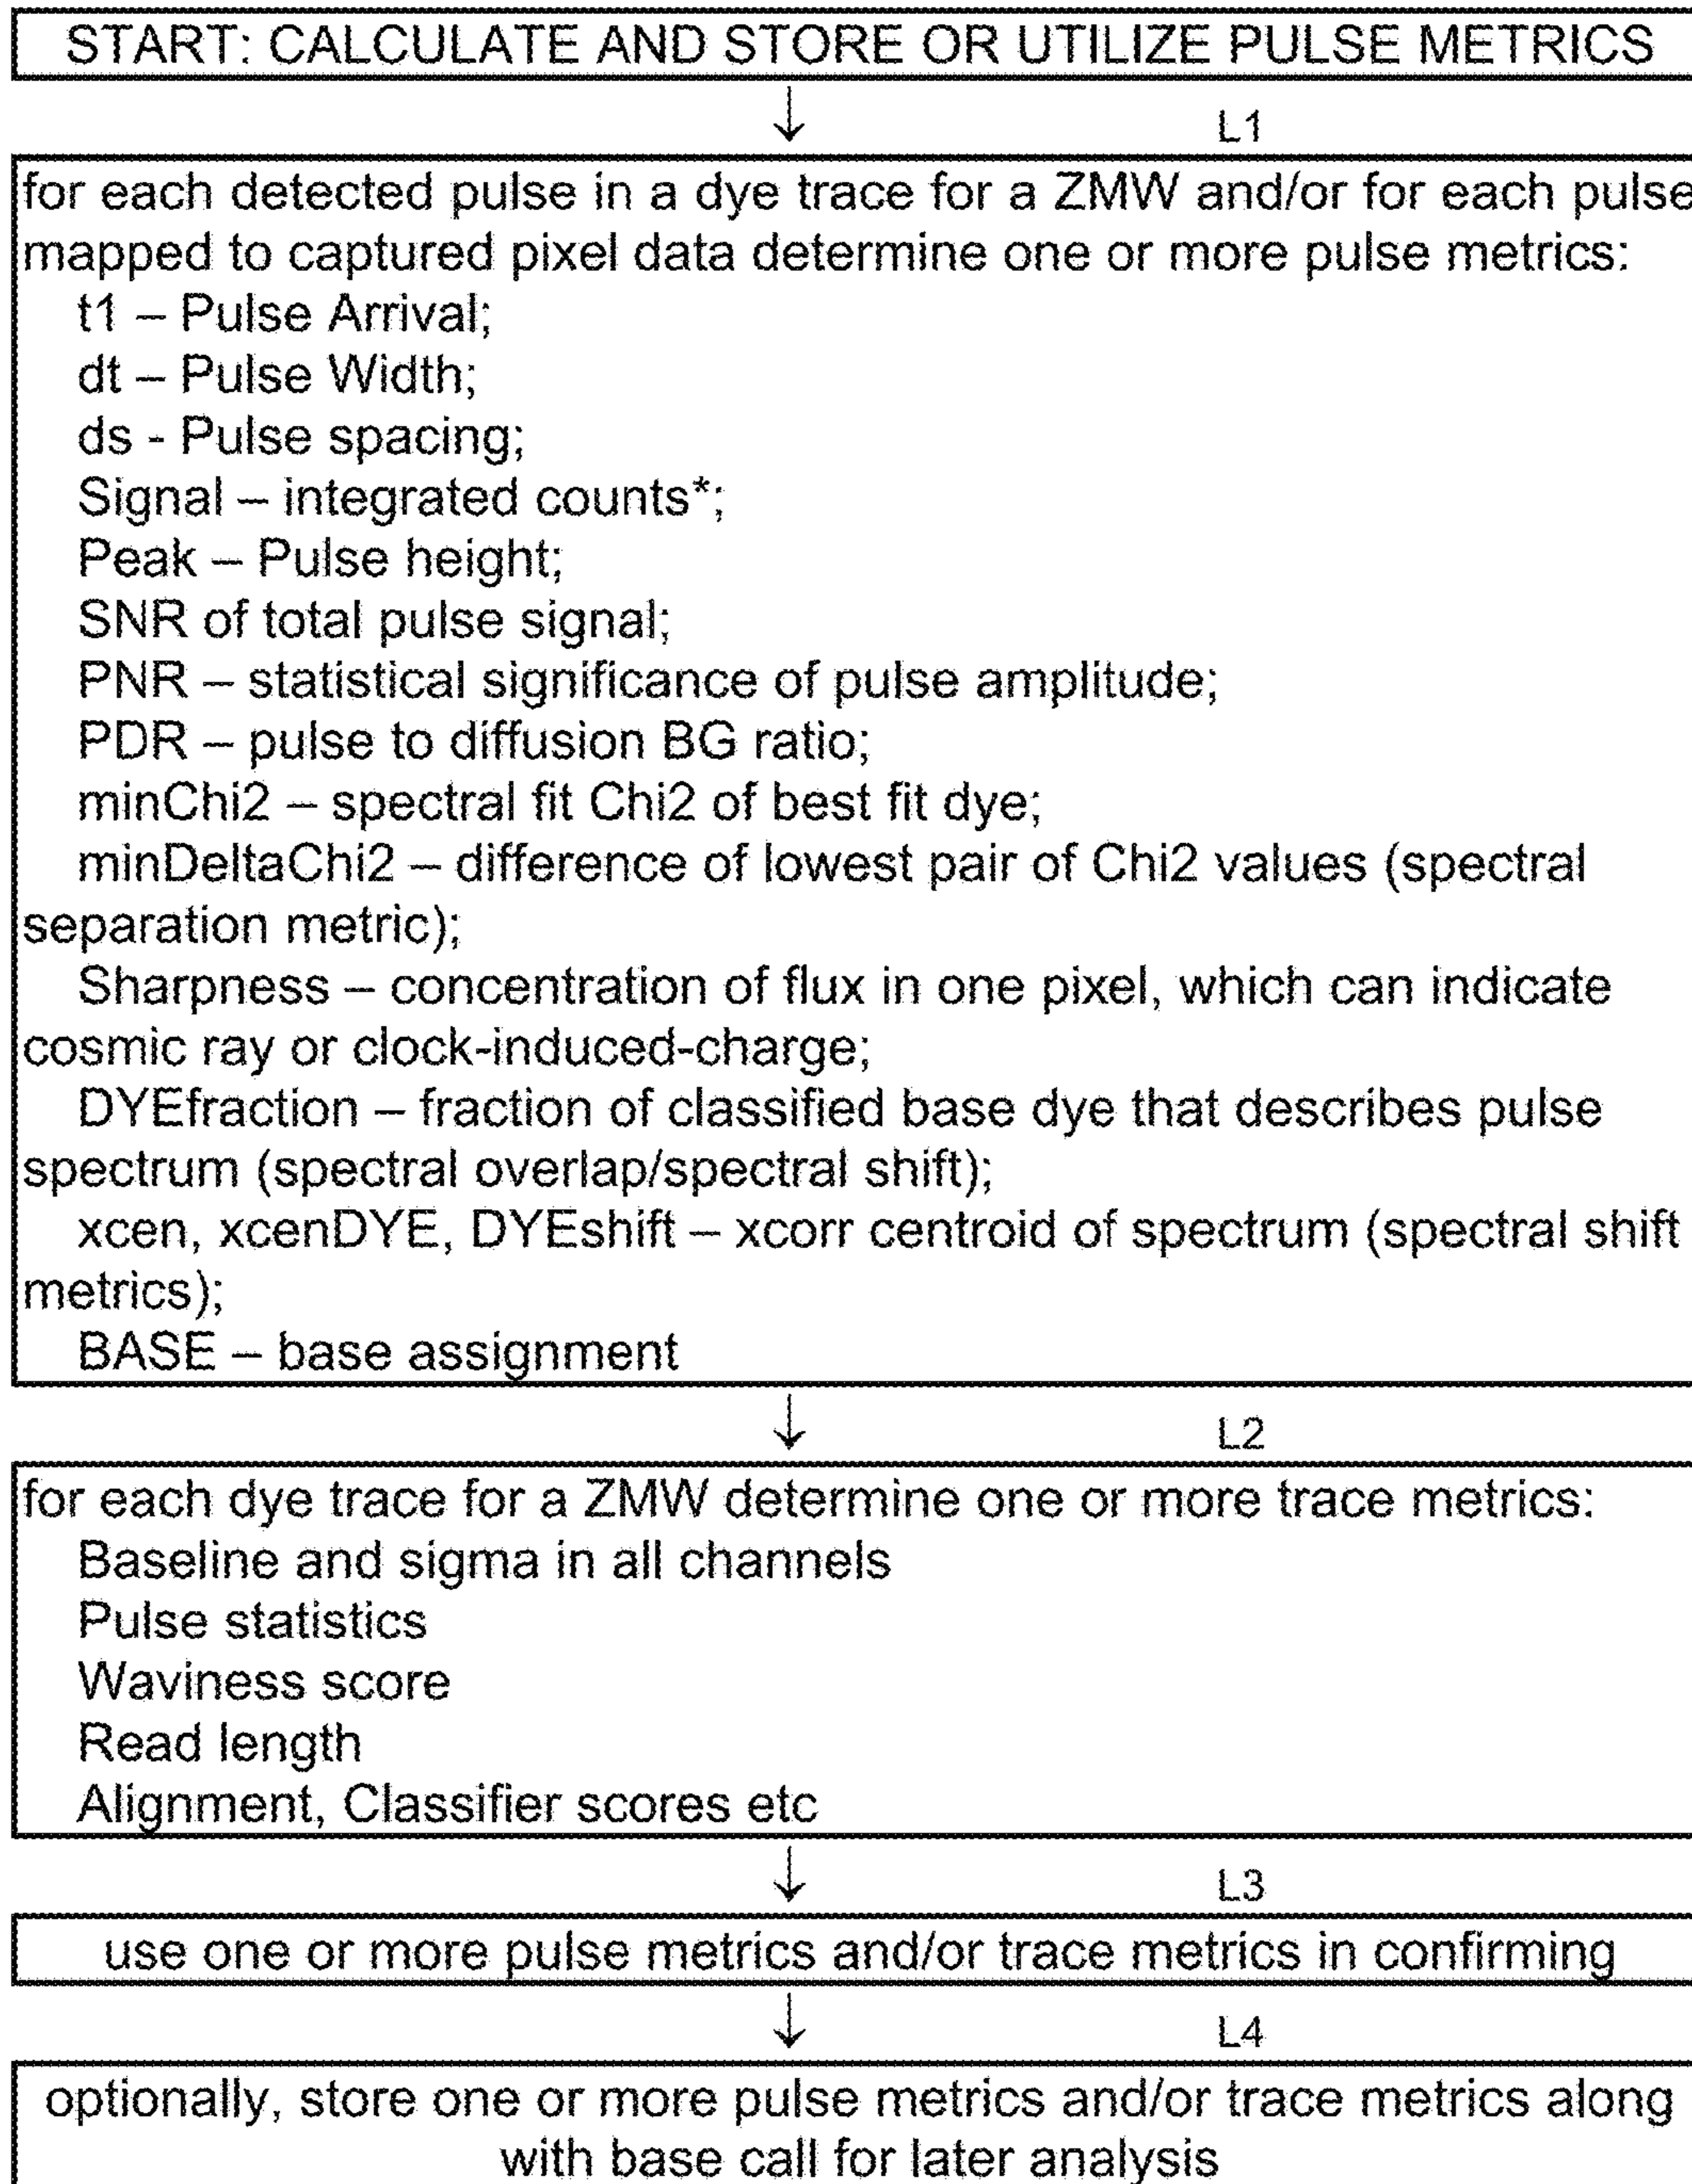 START: CALCULATE AND STORE OR UTILIZE PULSE METRICS
L1
for each detected pulse in a dye trace for a ZMW and/or for each pulse
mapped to captured pixel data determine one or more pulse metrics:
t1 – Pulse Arrival;
dt – Pulse Width;
ds - Pulse spacing;
Signal – integrated counts*;
Peak – Pulse height;
SNR of total pulse signal;
PNR – statistical significance of pulse amplitude;
PDR – pulse to diffusion BG ratio;
minChi2 – spectral fit Chi2 of best fit dye;
minDeltaChi2 – difference of lowest pair of Chi2 values (spectral
separation metric);
Sharpness – concentration of flux in one pixel, which can indicate
cosmic ray or clock-induced-charge;
DYEfraction – fraction of classified base dye that describes pulse
spectrum (spectral overlap/spectral shift);
xcen, xcenDYE, DYEshift – xcorr centroid of spectrum (spectral shift
metrics);
BASE – base assignment
L2
for each dye trace for a ZMW determine one or more trace metrics:
Baseline and sigma in all channels
Pulse statistics
Waviness score
Read length
Alignment, Classifier scores etc
L3
use one or more pulse metrics and/or trace metrics in confirming
L4
optionally, store one or more pulse metrics and/or trace metrics along
with base call for later analysis